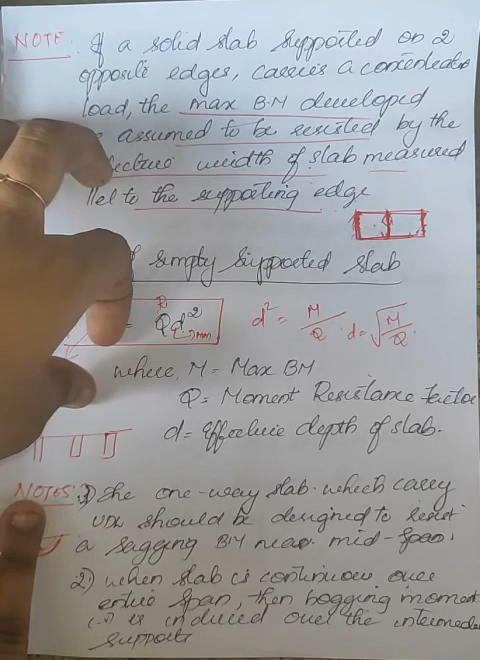 NOTE: If a solid slab supported on 2
opposite edges, carries a concentrate
load, the max B.M developed
assumed to be resisted by the
width of slab measured
llel to the supporting edge
simply supported slab
= Qd² d² = M/Q d = √M/Q
mm
where, M = Max BM
Q = Moment Resistance factor
d = Effective depth of slab.
NOTES: 1) The one-way slab which carry
UDL should be designed to resist
a sagging BM near mid-span.
2) when slab is continuous over
entire span, then hogging moment
(-) is induced over the intermed
supports